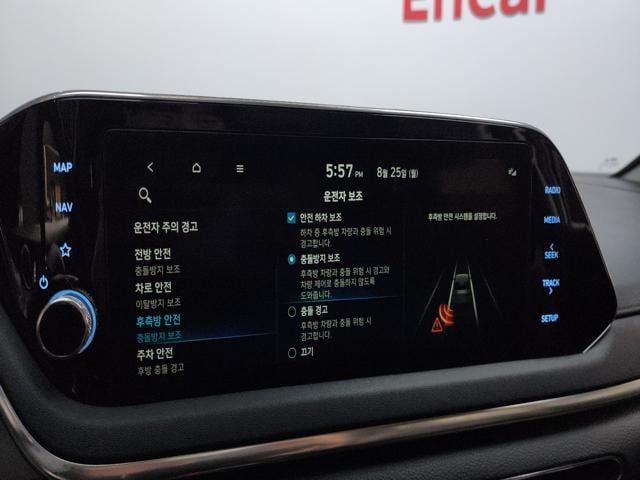 Encar
MAP
NAV
5:57 PM
8월 25일 (월)
운전자 보조
운전자 주의 경고
전방 안전
충돌방지 보조
차로 안전
이탈방지 보조
후측방 안전
충돌방지 보조
주차 안전
후방 충돌 경고
안전 하차 보조
하차 중 후측방 차량과 충돌 위험 시
경고합니다.
충돌방지 보조
후측방 차량과 충돌 위험 시 경고와
차량 제어로 충돌하지 않도록
도와줍니다.
충돌 경고
후측방 차량과 충돌 위험 시
경고합니다.
끄기
후측방 안전 시스템을 설정합니다.
RADIO
MEDIA
SEEK
TRACK
SETUP